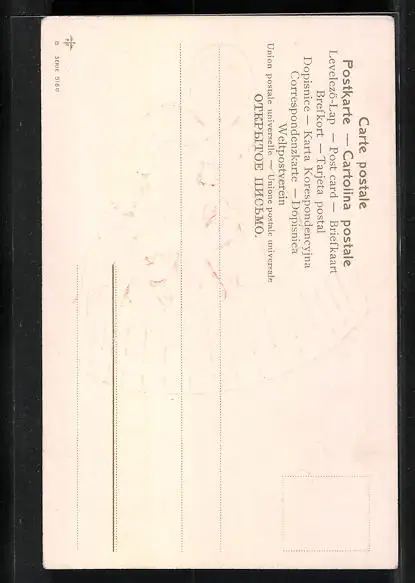 Carte postale
Postkarte — Cartolina postale
Levelező-Lap — Post card — Briefkaart
Brefkort — Tarjeta postal
Dopisnice — Karta Korespondencyjna
Correspondenzkarte — Dopisnica
Weltpostverein
Union postale universelle — Unione postale universale
ОТКРЫТОЕ ПИСЬМО.
SERIE